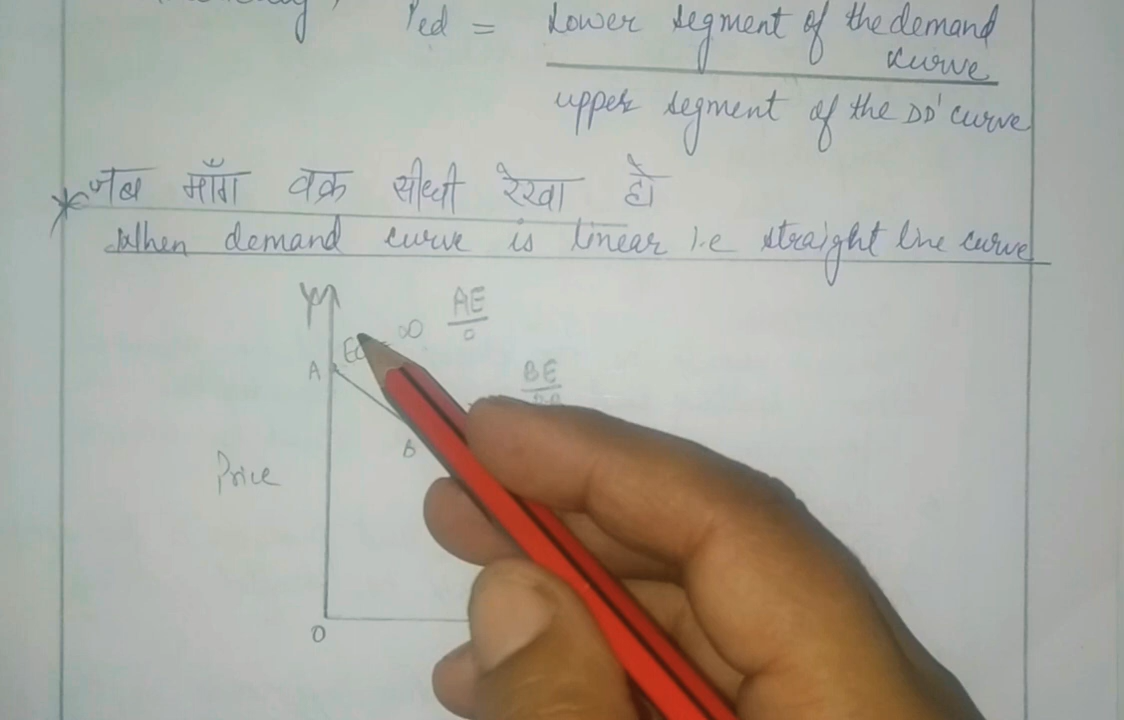 Ped = Lower segment of the demand
curve
upper segment of the DD' curve
जब माँग वक्र सीधी रेखा हो
When demand curve is linear i.e straight line curve
Y
AE
∞
0
Ed
A
BE
B
Price
O